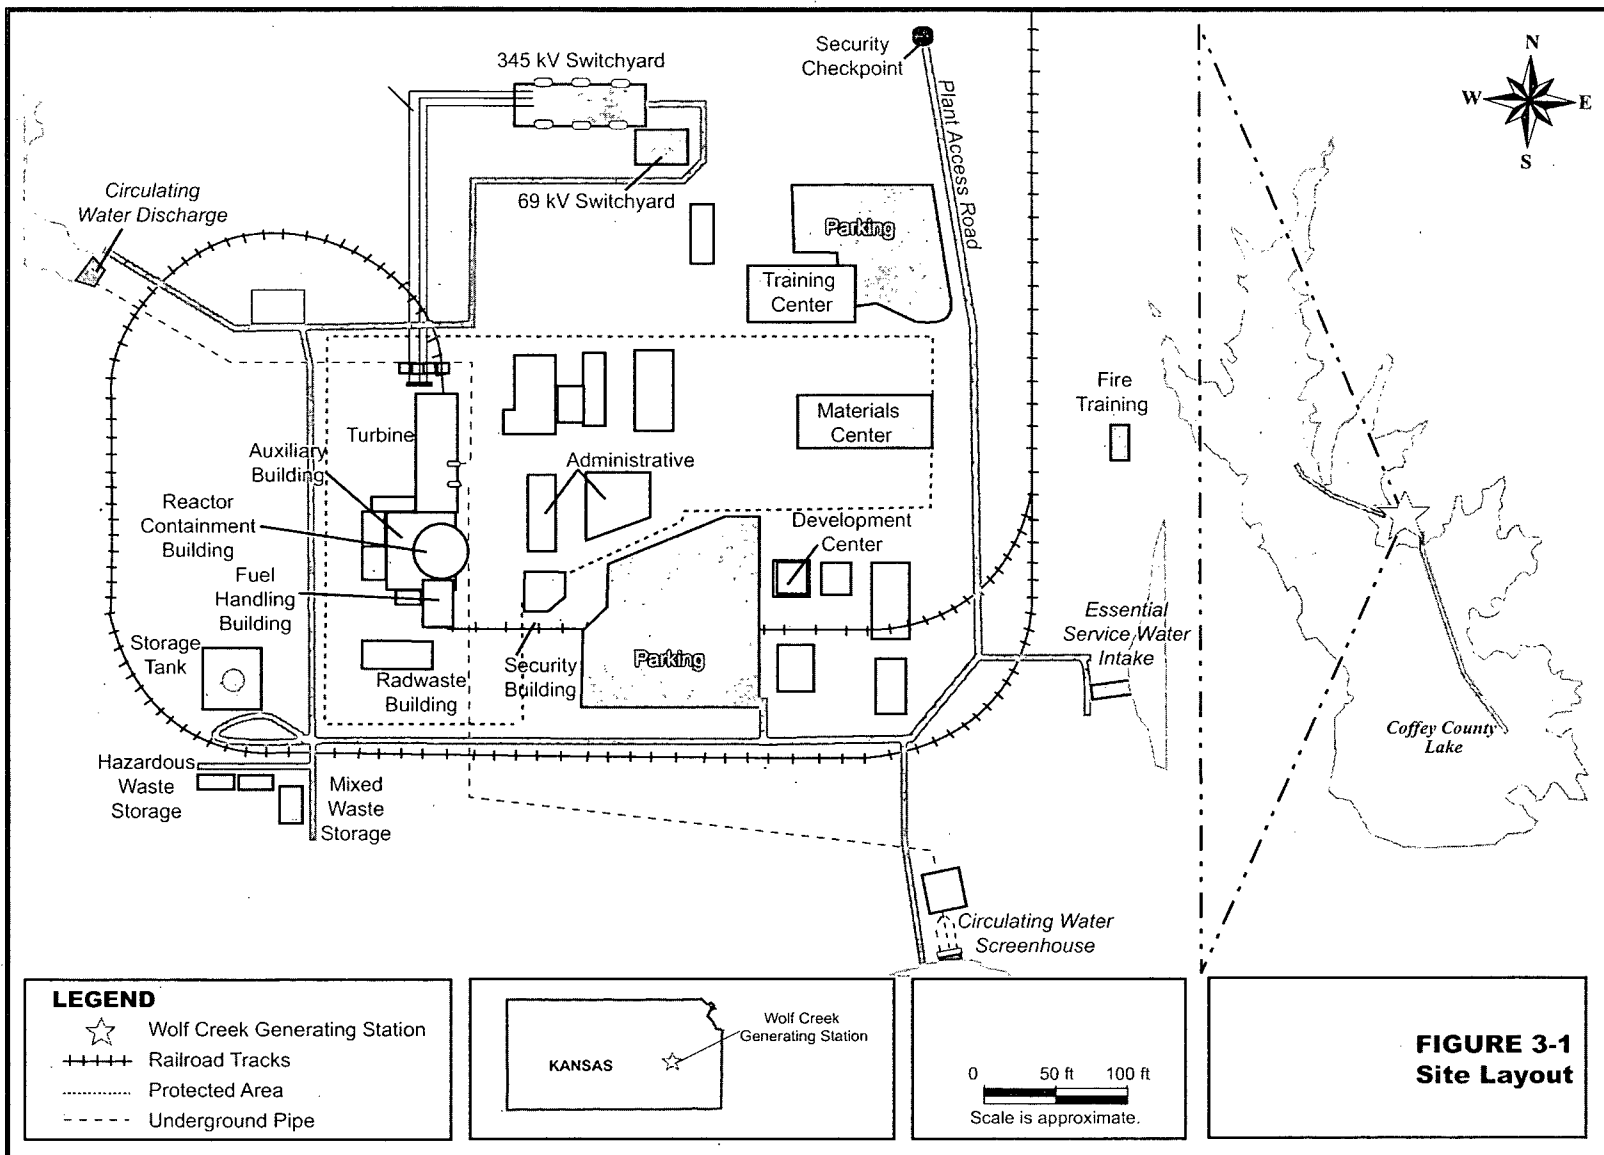 345 kV Switchyard
Security
Checkpoint
N
W
E
S
Plant Access Road
Circulating
Water Discharge
69 kV Switchyard
Parking
Training
Center
Fire
Training
Materials
Center
Turbine
Auxiliary
Building
Administrative
Reactor
Containment
Building
Development
Center
Fuel
Handling
Building
Essential
Service Water
Intake
Storage
Tank
Security
Building
Parking
Radwaste
Building
Coffey County
Lake
Hazardous
Waste
Storage
Mixed
Waste
Storage
Circulating Water
Screenhouse
LEGEND
Wolf Creek Generating Station
Railroad Tracks
Protected Area
Underground Pipe
KANSAS
Wolf Creek
Generating Station
0 50 ft 100 ft
Scale is approximate.
FIGURE 3-1
Site Layout